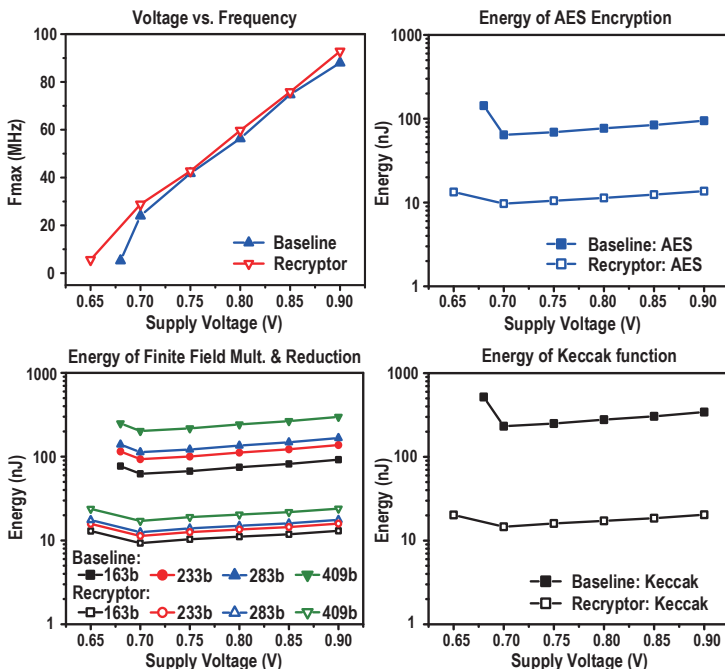 Voltage vs. Frequency
100
80
60
40
20
0
Fmax (MHz)
Baseline
Recryptor
0.65 0.70 0.75 0.80 0.85 0.90
Supply Voltage (V)
Energy of AES Encryption
1000
100
10
1
Energy (nJ)
Baseline: AES
Recryptor: AES
0.65 0.70 0.75 0.80 0.85 0.90
Supply Voltage (V)
Energy of Finite Field Mult. & Reduction
1000
100
10
1
Energy (nJ)
Baseline:
163b 233b 283b 409b
Recryptor:
163b 233b 283b 409b
0.65 0.70 0.75 0.80 0.85 0.90
Supply Voltage (V)
Energy of Keccak function
1000
100
10
1
Energy (nJ)
Baseline: Keccak
Recryptor: Keccak
0.65 0.70 0.75 0.80 0.85 0.90
Supply Voltage (V)